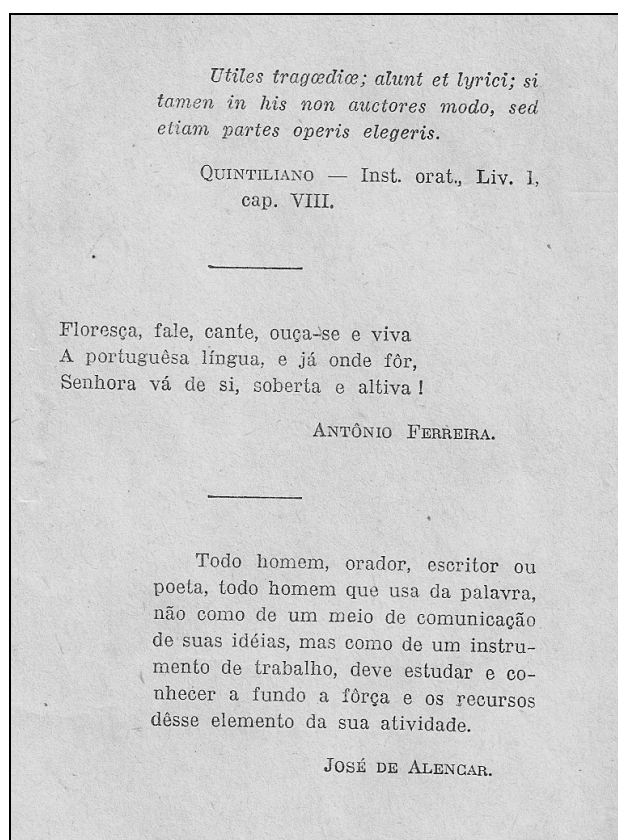 Utiles tragœdiœ; alunt et lyrici; si
tamen in his non auctores modo, sed
etiam partes operis elegeris.
QUINTILIANO — Inst. orat., Liv. 1,
cap. VIII.
Floresça, fale, cante, ouça-se e viva
A portuguêsa língua, e já onde fôr,
Senhora vá de si, soberta e altiva !
ANTÔNIO FERREIRA.
Todo homem, orador, escritor ou
poeta, todo homem que usa da palavra,
não como de um meio de comunicação
de suas idéias, mas como de um instru-
mento de trabalho, deve estudar e co-
nhecer a fundo a fôrça e os recursos
dêsse elemento da sua atividade.
JOSÉ DE ALENCAR.